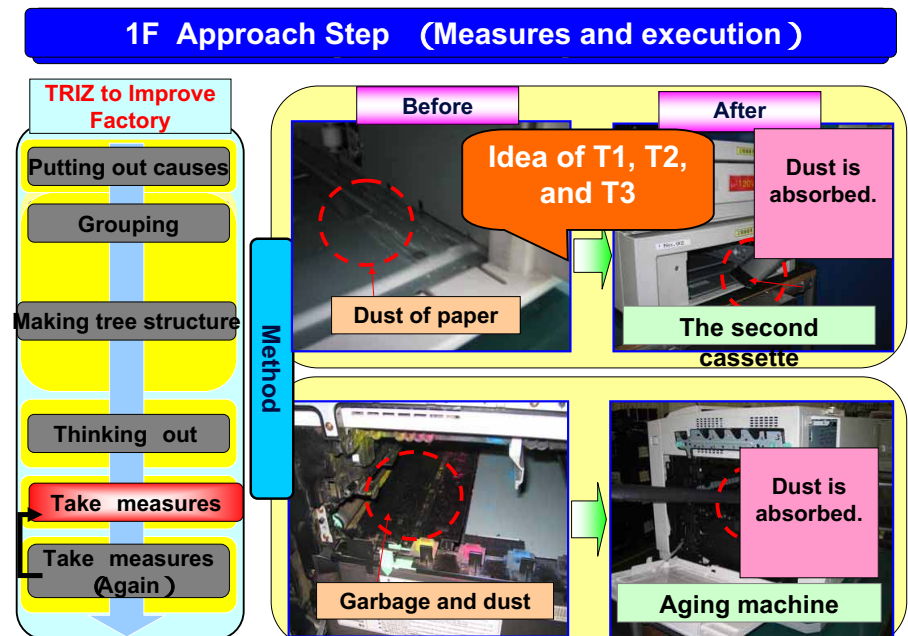 1F Approach Step （Measures and execution）
TRIZ to Improve
Factory
Putting out causes
Grouping
Making tree structure
Thinking out
Take measures
Take measures
（Again）
Method
Before
After
Idea of T1, T2,
and T3
Dust is
absorbed.
Dust of paper
The second
cassette
Dust is
absorbed.
Garbage and dust
Aging machine